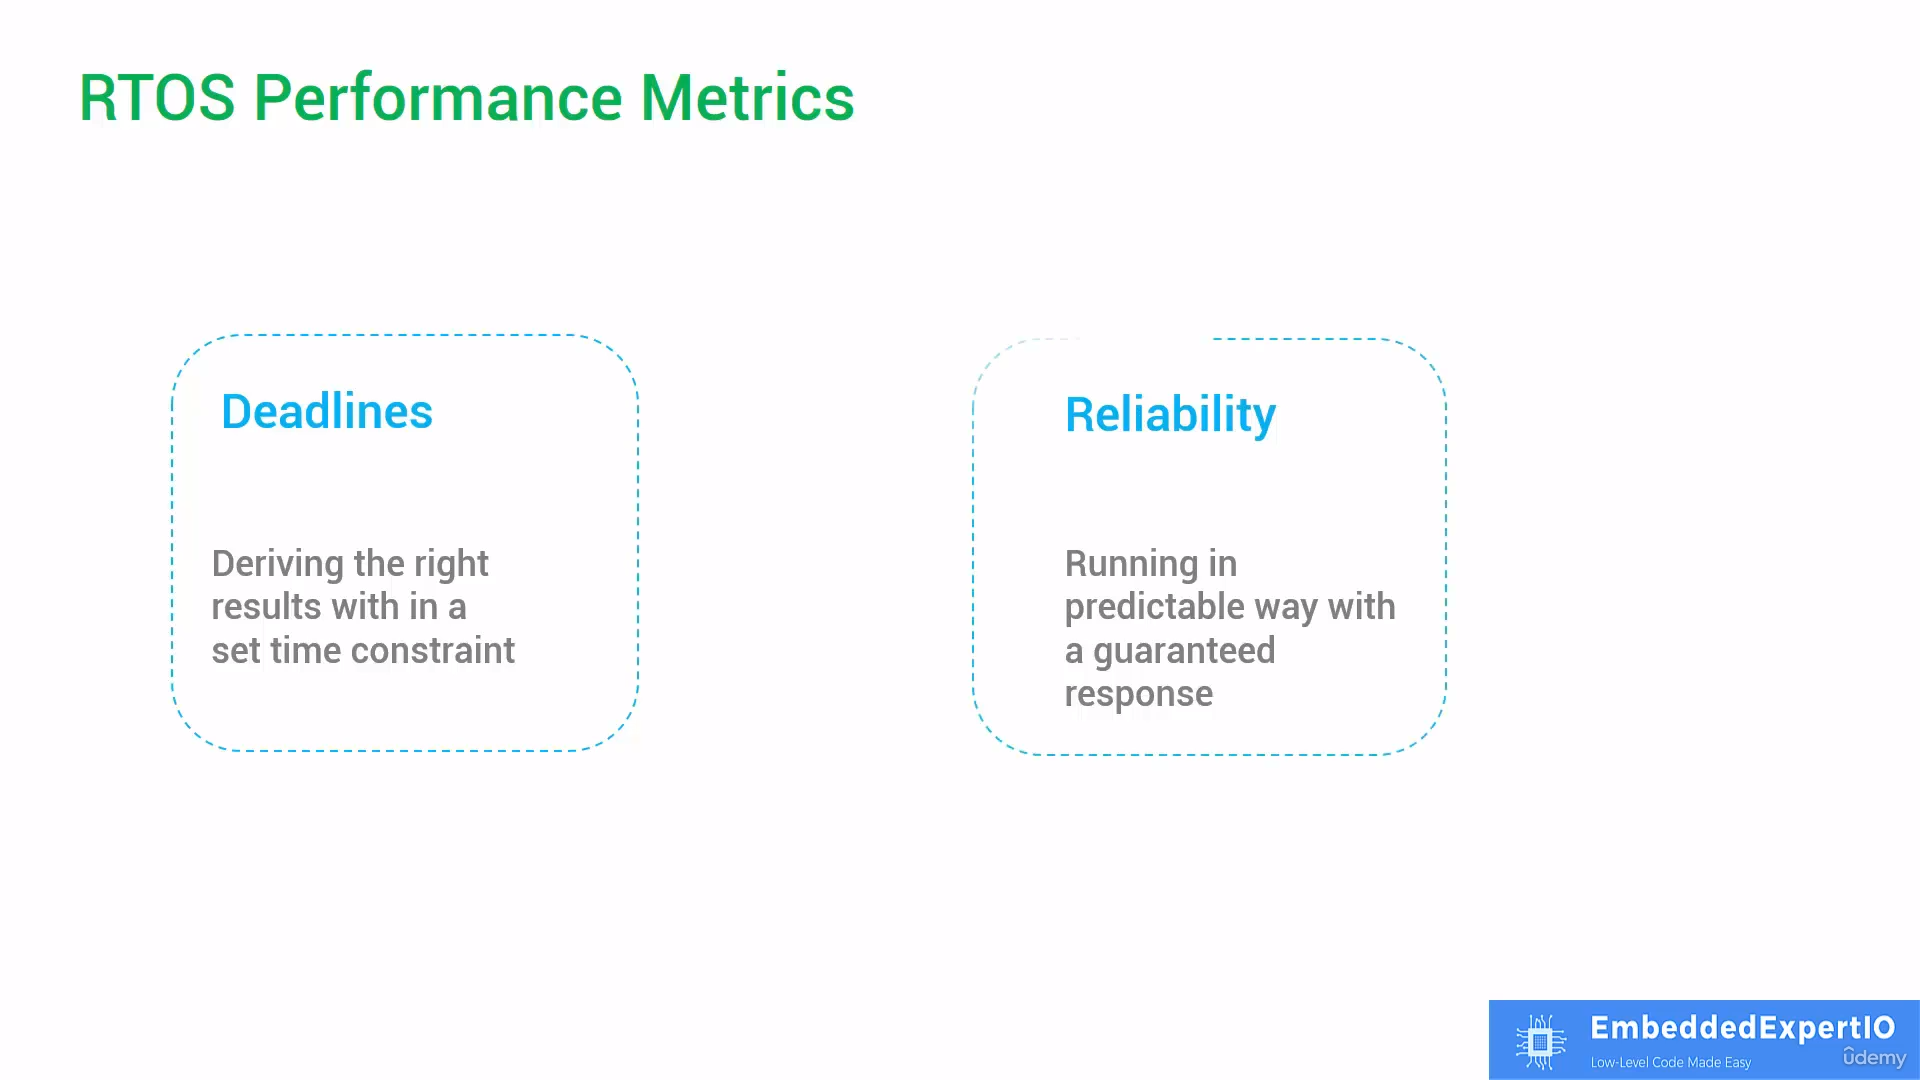 RTOS Performance Metrics
Deadlines
Deriving the right
results with in a
set time constraint
Reliability
Running in
predictable way with
a guaranteed
response
EmbeddedExpertIO
Low-Level Code Made Easy
ûdemy